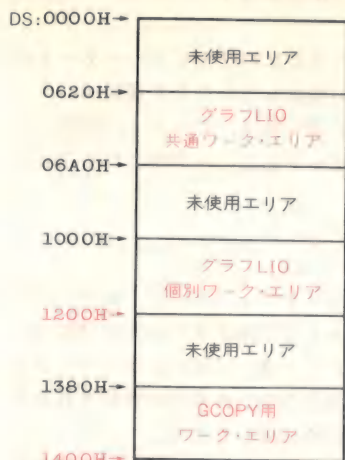 DS:0000H→
未使用エリア
0620H→
グラフLIO
共通ワーク・エリア
06A0H→
未使用エリア
1000H→
グラフLIO
個別ワーク・エリア
1200H→
未使用エリア
1380H→
GCOPY用
ワーク・エリア
1400H→